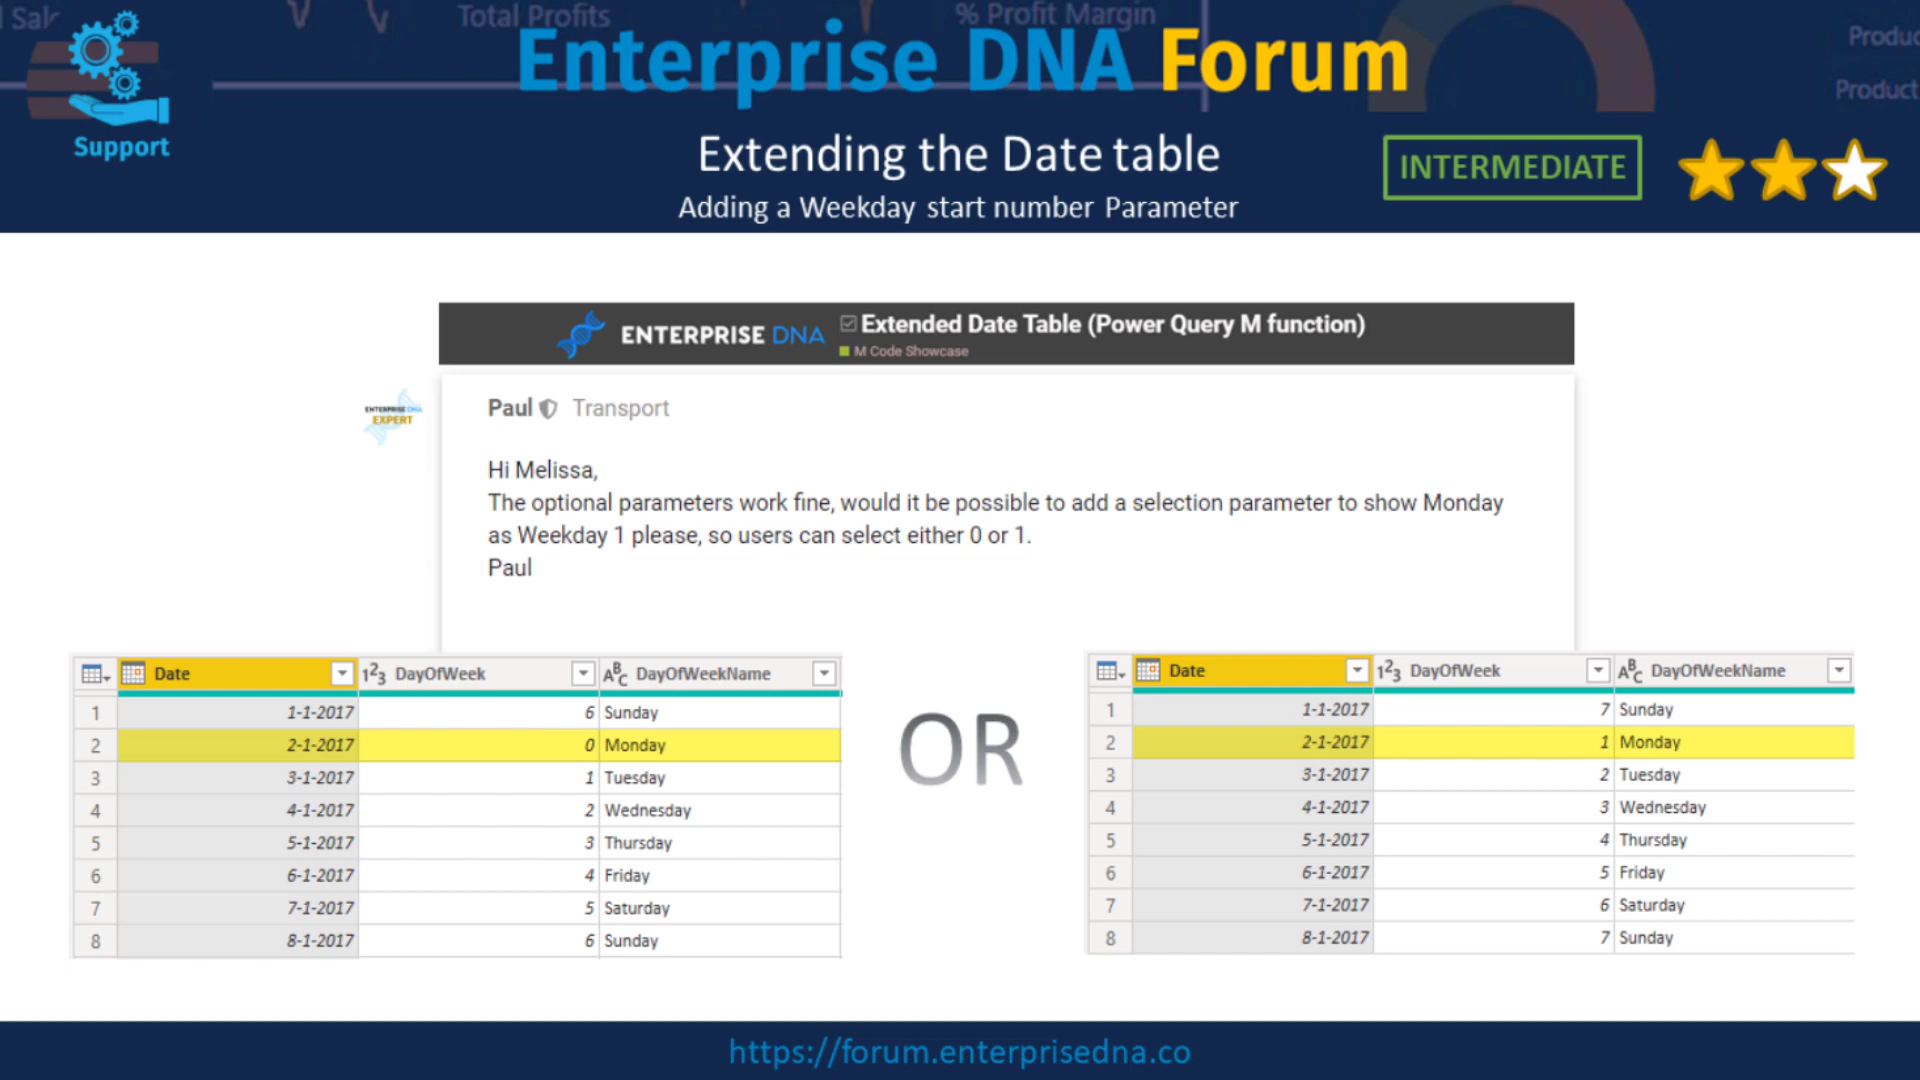 Total Profits
% Profit Margin
Product
Enterprise DNA Forum
Support
Extending the Date table
Adding a Weekday start number Parameter
INTERMEDIATE
ENTERPRISE DNA
Extended Date Table (Power Query M function)
M Code Showcase
ENTERPRISE DNA
EXPERT
Paul Transport
Hi Melissa,
The optional parameters work fine, would it be possible to add a selection parameter to show Monday
as Weekday 1 please, so users can select either 0 or 1.
Paul
Date 123 DayOfWeek ABC DayOfWeekName
1 1-1-2017 6 Sunday
2 2-1-2017 0 Monday
3 3-1-2017 1 Tuesday
4 4-1-2017 2 Wednesday
5 5-1-2017 3 Thursday
6 6-1-2017 4 Friday
7 7-1-2017 5 Saturday
8 8-1-2017 6 Sunday
OR
Date 123 DayOfWeek ABC DayOfWeekName
1 1-1-2017 7 Sunday
2 2-1-2017 1 Monday
3 3-1-2017 2 Tuesday
4 4-1-2017 3 Wednesday
5 5-1-2017 4 Thursday
6 6-1-2017 5 Friday
7 7-1-2017 6 Saturday
8 8-1-2017 7 Sunday
https://forum.enterprisedna.co